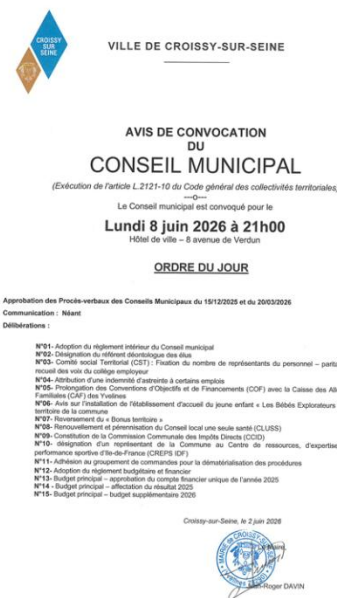 CROISSY
SUR
SEINE
VILLE DE CROISSY-SUR-SEINE
AVIS DE CONVOCATION
DU
CONSEIL MUNICIPAL
(Exécution de l'article L.2121-10 du Code général des collectivités territoriales)
---o---
Le Conseil municipal est convoqué pour le
Lundi 8 juin 2026 à 21h00
Hôtel de ville – 8 avenue de Verdun
ORDRE DU JOUR
Approbation des Procès-verbaux des Conseils Municipaux du 15/12/2025 et du 20/03/2026
Communication : Néant
Délibérations :
N°01- Adoption du règlement intérieur du Conseil municipal
N°02- Désignation du référent déontologue des élus
N°03- Comité social Territorial (CST) : Fixation du nombre de représentants du personnel –
recueil des voix du collège employeur
N°04- Attribution d'une indemnité d'astreinte à certains emplois
N°05- Prolongation des Conventions d'Objectifs et de Financements (COF) avec la Caisse des
Familiales (CAF) des Yvelines
N°06- Avis sur l'installation de l'établissement d'accueil du jeune enfant « Les Bébés Explorateurs
territoire de la commune
N°07- Reversement du « Bonus territoire »
N°08- Renouvellement et pérennisation du Conseil local une seule santé (CLUSS)
N°09- Constitution de la Commission Communale des Impôts Directs (CCID)
N°10- désignation d'un représentant de la Commune au Centre de ressources, d'expertise
performance sportive d'Ile-de-France (CREPS IDF)
N°11- Adhésion au groupement de commandes pour la dématérialisation des procédures
N°12- Adoption du règlement budgétaire et financier
N°13- Budget principal – approbation du compte financier unique de l'année 2025
N°14 - Budget principal – affectation du résultat 2025
N°15- Budget principal – budget supplémentaire 2026
Croissy-sur-Seine, le 2 juin 2026
Le Maire,
Jean-Roger DAVIN